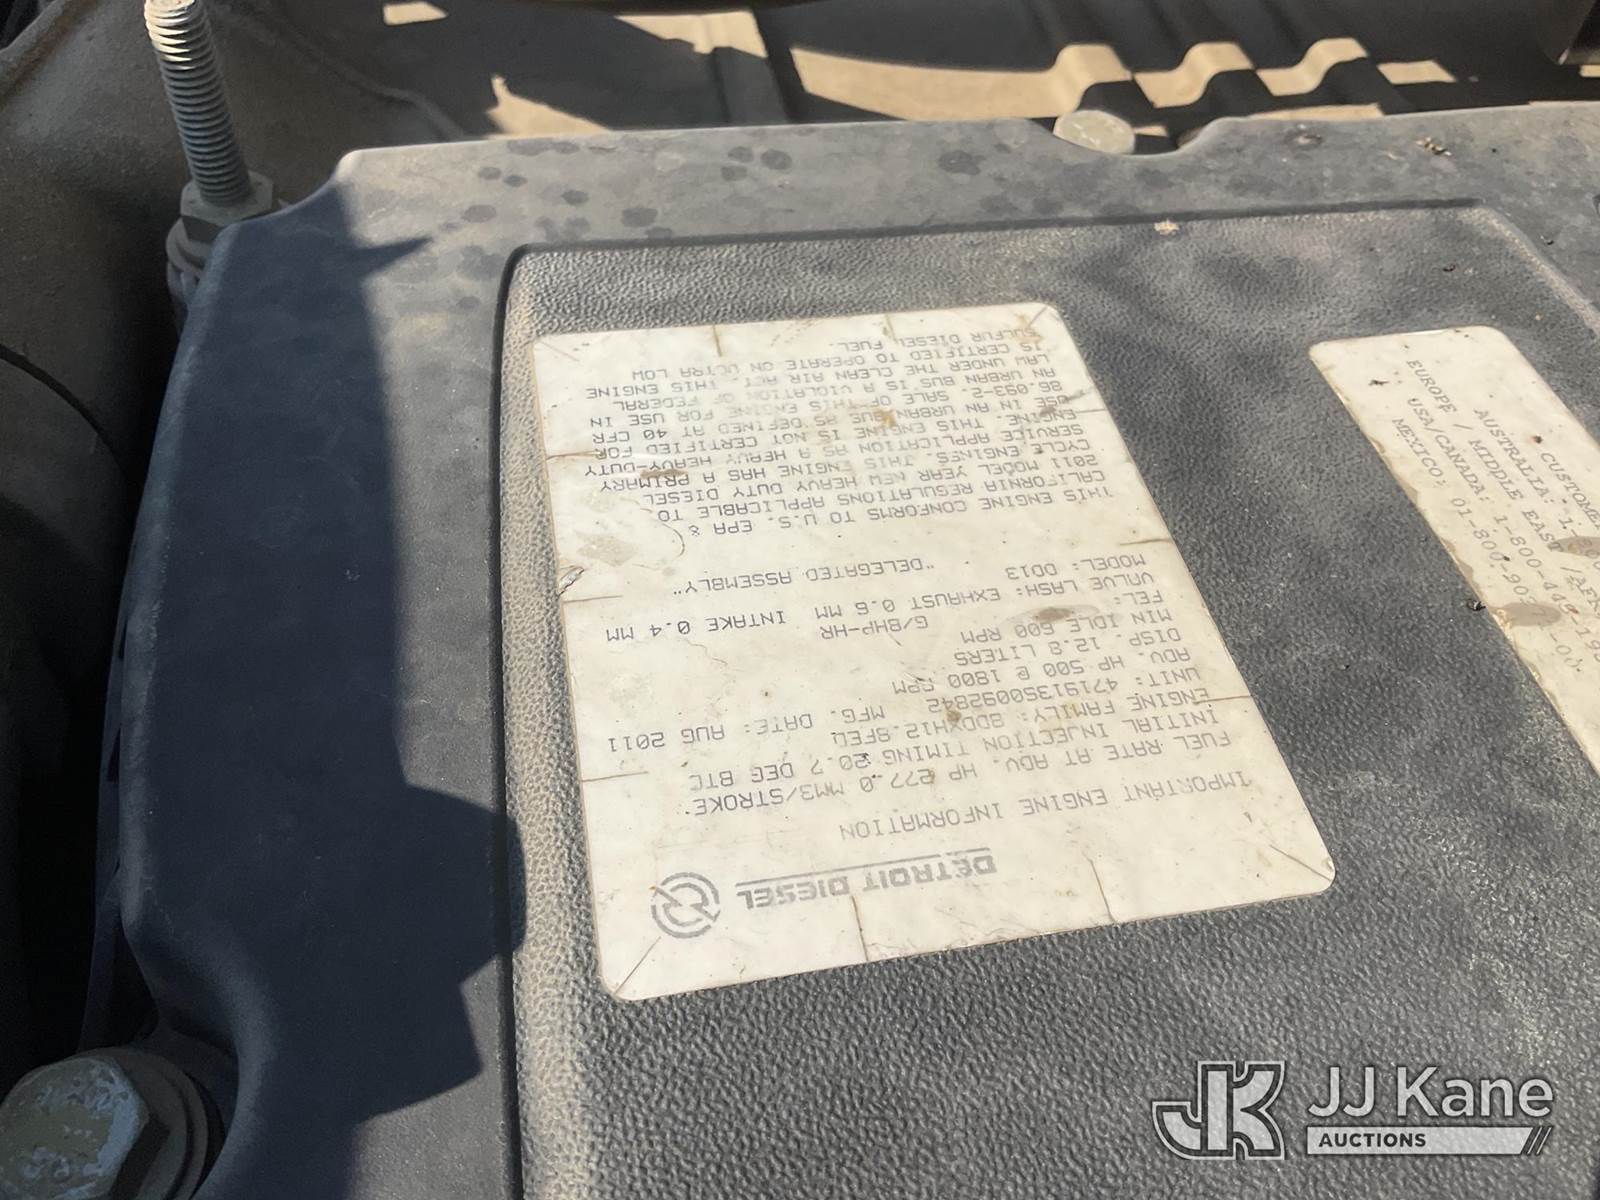 DETROIT DIESEL
IMPORTANT ENGINE INFORMATION
FUEL RATE AT ADV. HP 277.0 MM3/STROKE.
INITIAL INJECTION TIMING 20.7 DEG BTC
ENGINE FAMILY: BDDXH12.8FED
UNIT: 471913S0092842 MFG. DATE: AUG 2011
ADV. HP 500 @ 1800 RPM
DISP. 12.8 LITERS
MIN IDLE 600 RPM
FEL: G/BHP-HR
VALVE LASH: EXHAUST 0.6 MM INTAKE 0.4 MM
MODEL: DD13 "DELEGATED ASSEMBLY"
THIS ENGINE CONFORMS TO U.S. EPA &
CALIFORNIA REGULATIONS APPLICABLE TO
2011 MODEL YEAR NEW HEAVY DUTY DIESEL
CYCLE ENGINES. THIS ENGINE HAS A PRIMARY
SERVICE APPLICATION AS A HEAVY HEAVY-DUTY
ENGINE. THIS ENGINE IS NOT CERTIFIED FOR
USE IN AN URBAN BUS AS DEFINED AT 40 CFR
86.093-2. SALE OF THIS ENGINE FOR USE IN
AN URBAN BUS IS A VIOLATION OF FEDERAL
LAW UNDER THE CLEAN AIR ACT. THIS ENGINE
IS CERTIFIED TO OPERATE ON ULTRA LOW
SULFUR DIESEL FUEL.
AUSTRALIA:
EUROPE / MIDDLE EAST
USA/CANADA: 1-800-445-
MEXICO: 01-800-
JK JJ Kane
AUCTIONS